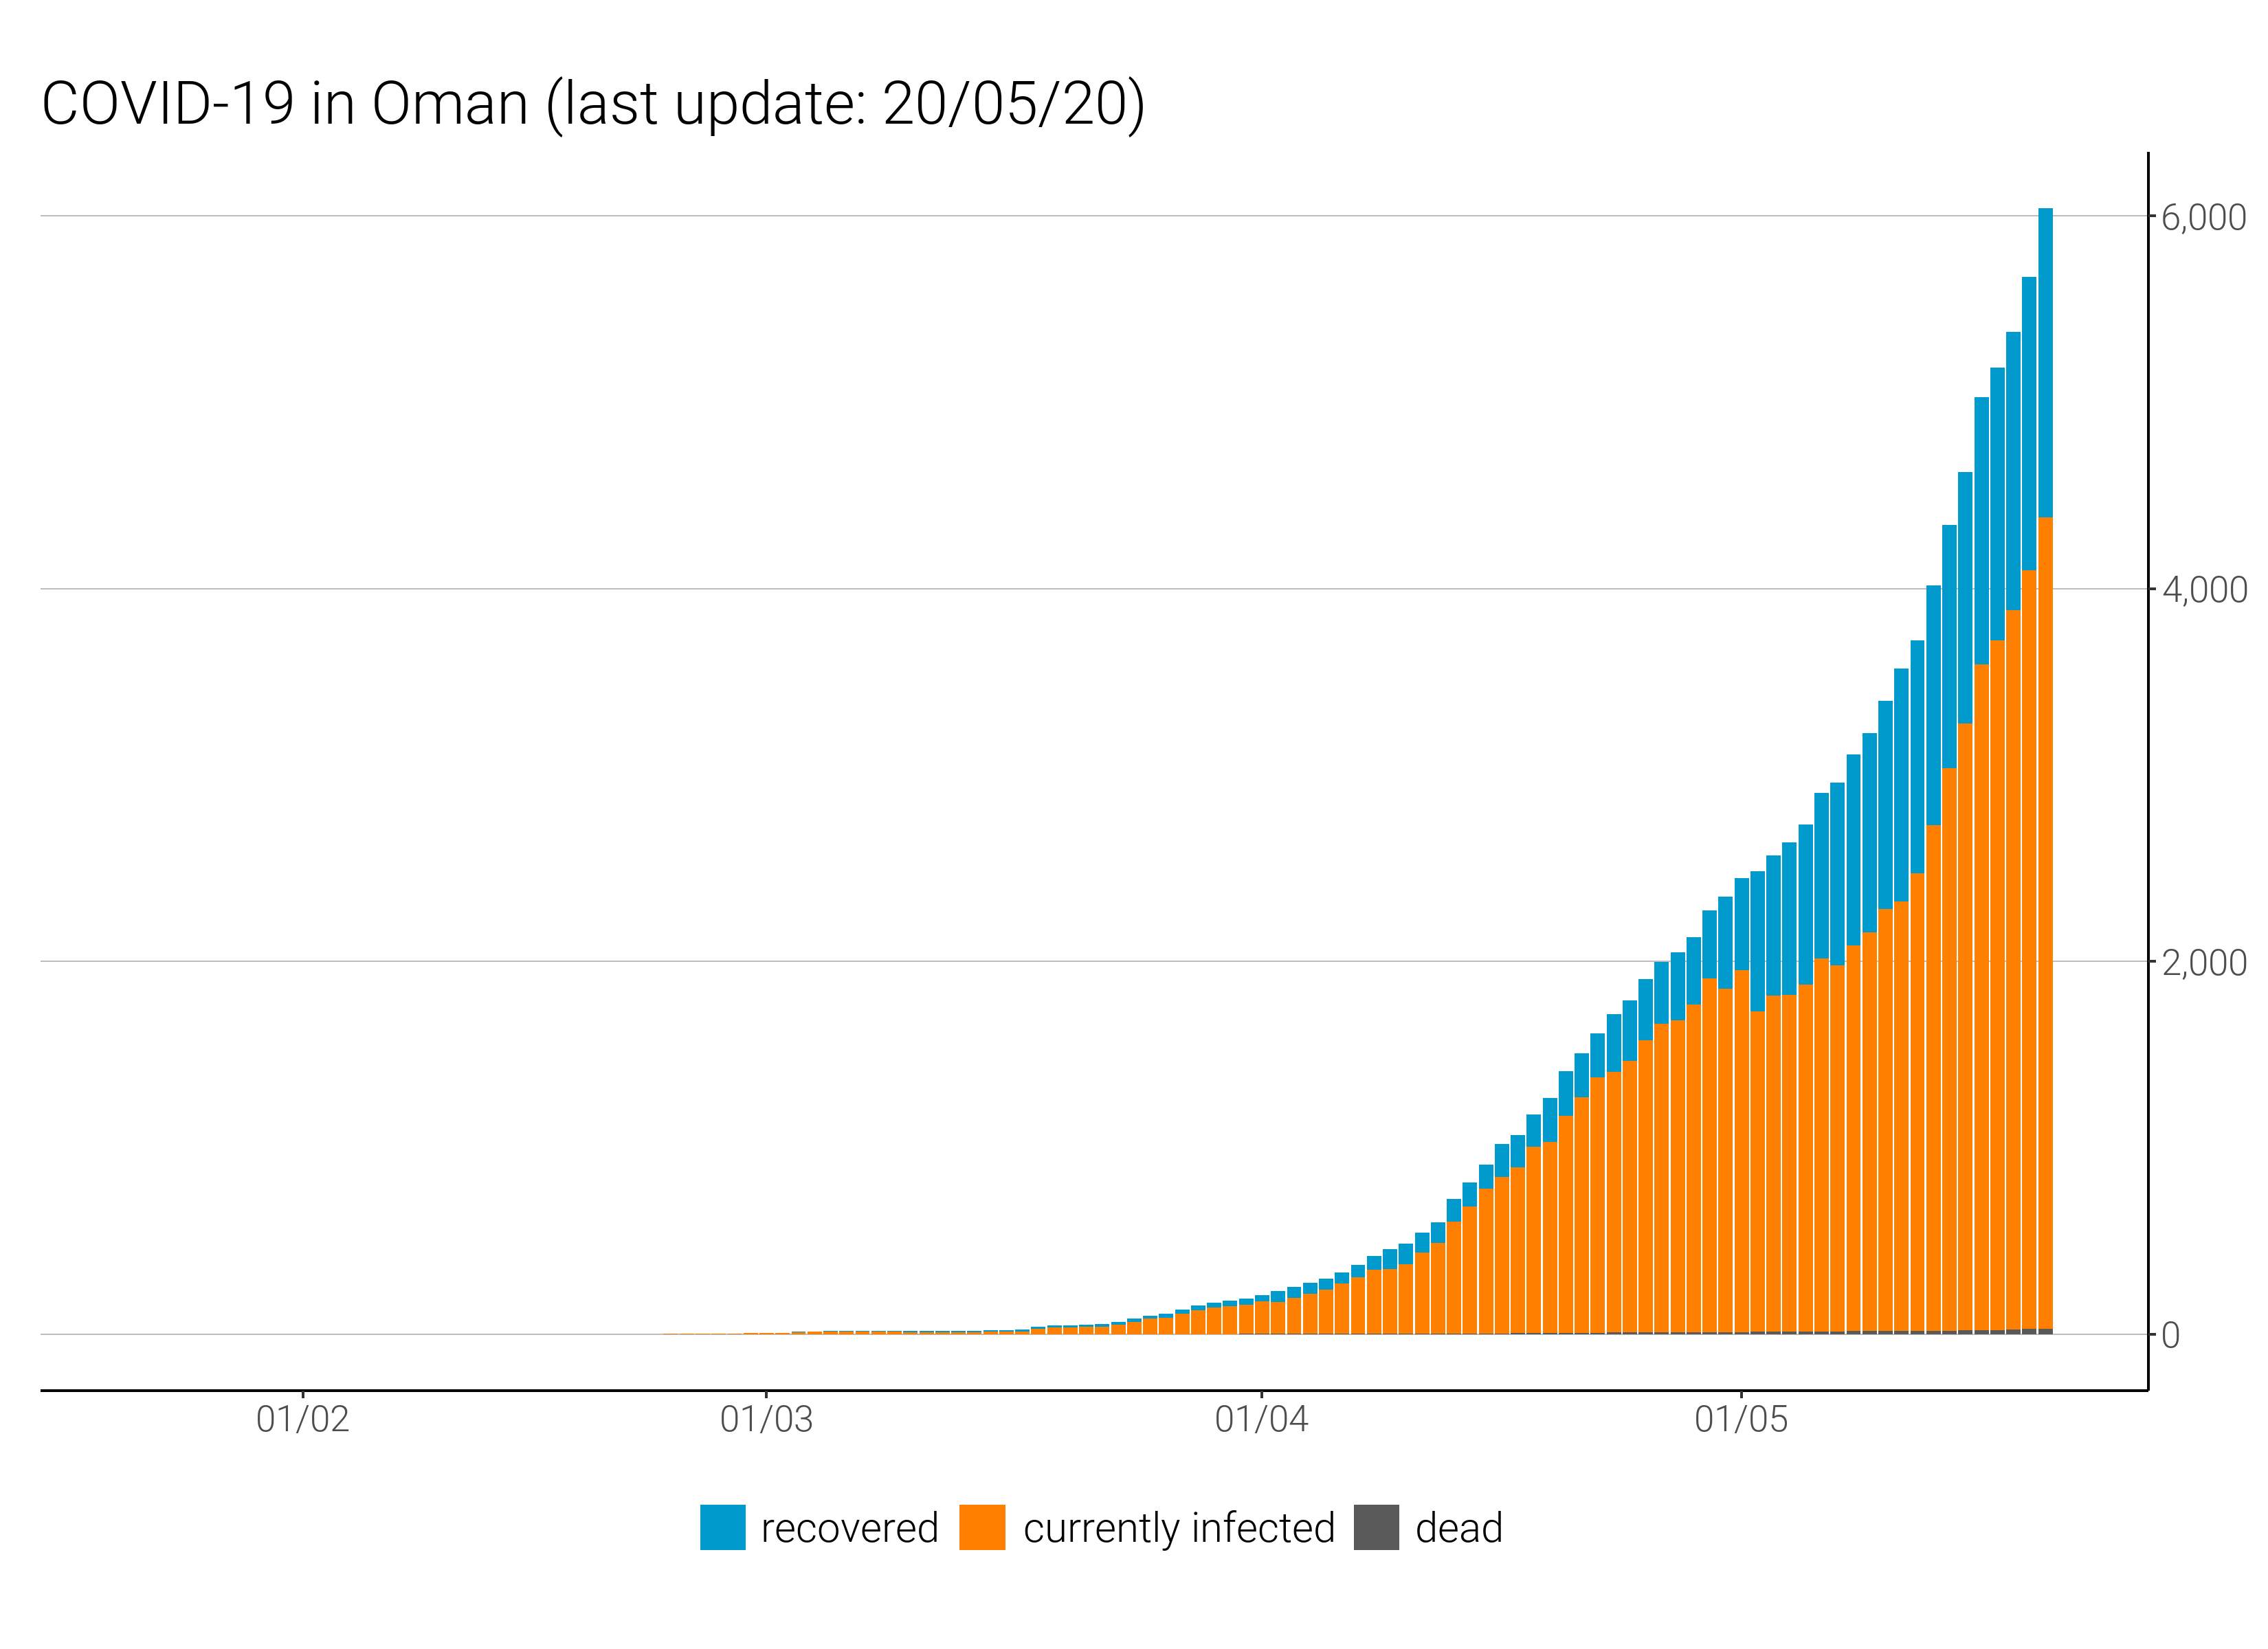 COVID-19 in Oman (last update: 20/05/20)
6,000
4,000
2,000
0
01/02 01/03 01/04 01/05
recovered currently infected dead